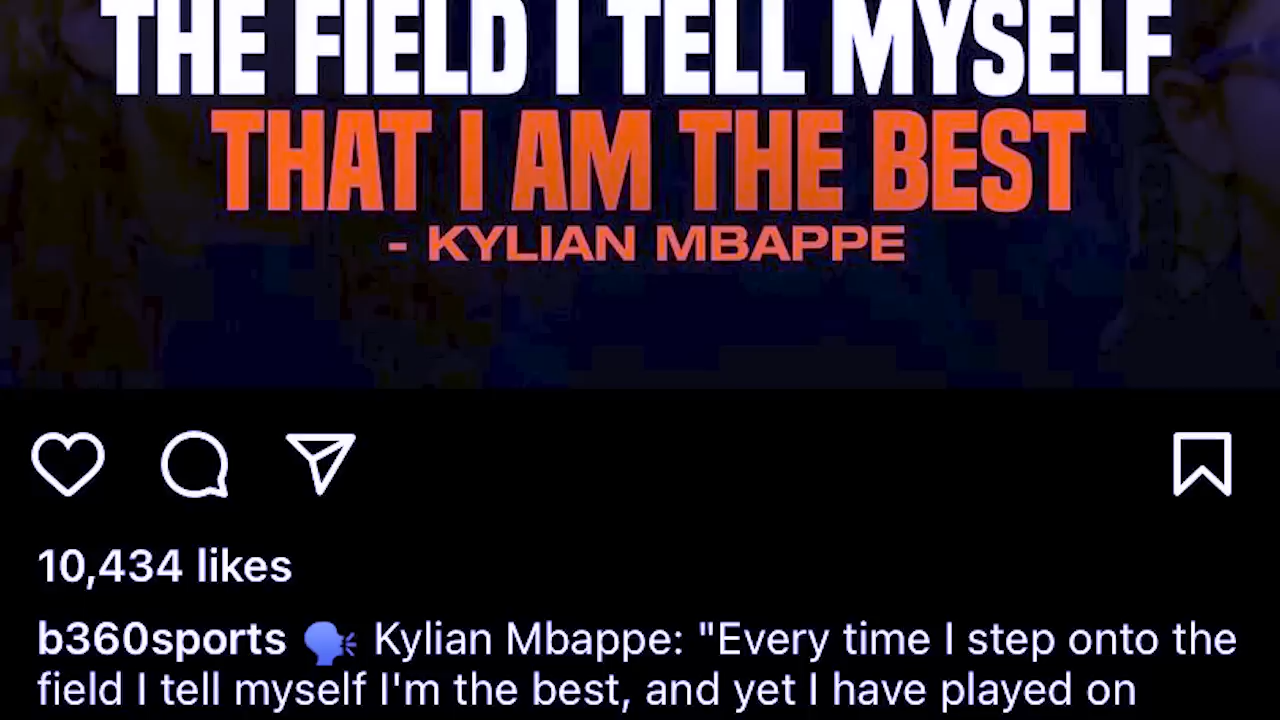 THE FIELD I TELL MYSELF
THAT I AM THE BEST
- KYLIAN MBAPPE
10,434 likes
b360sports 🗣️ Kylian Mbappe: "Every time I step onto the
field I tell myself I'm the best, and yet I have played on